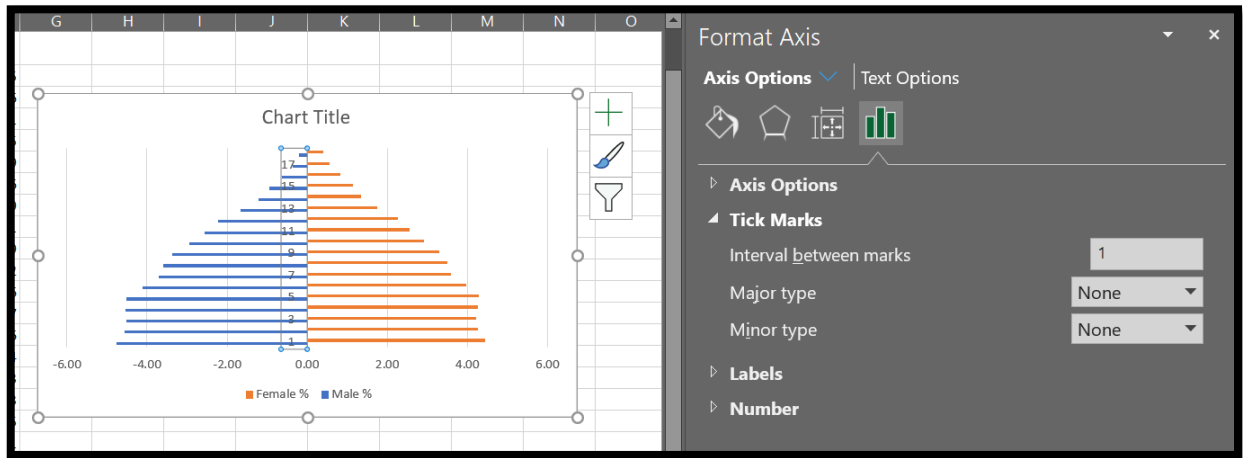 G H I J K L M N O
Chart Title
17
15
13
11
9
7
5
3
1
-6.00 -4.00 -2.00 0.00 2.00 4.00 6.00
Female % Male %
Format Axis
Axis Options Text Options
Axis Options
Tick Marks
Interval between marks 1
Major type None
Minor type None
Labels
Number